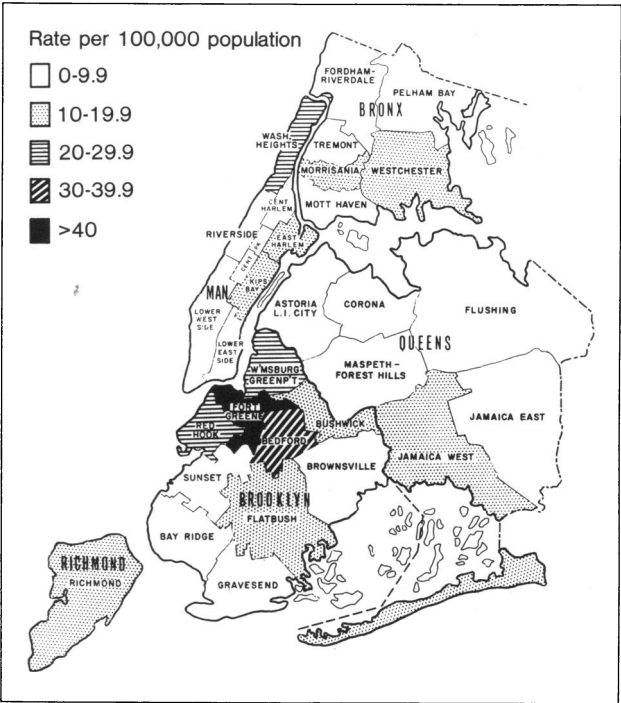 Rate per 100,000 population
0-9.9
10-19.9
20-29.9
30-39.9
>40
FORDHAM-
RIVERDALE
PELHAM BAY
BRONX
WASH.
HEIGHTS
TREMONT
MORRISANIA
WESTCHESTER
CENT
HARLEM
MOTT HAVEN
RIVERSIDE
EAST
HARLEM
CENT. PK
KIPS
BAY
MAN.
LOWER
WEST
SIDE
LOWER
EAST
SIDE
ASTORIA
L.I. CITY
CORONA
FLUSHING
QUEENS
W'MSBURG
GREENP'T
MASPETH-
FOREST HILLS
FORT
GREENE
RED
HOOK
BEDFORD
BUSHWICK
JAMAICA EAST
JAMAICA WEST
BROWNSVILLE
SUNSET
BROOKLYN
FLATBUSH
BAY RIDGE
GRAVESEND
RICHMOND
RICHMOND